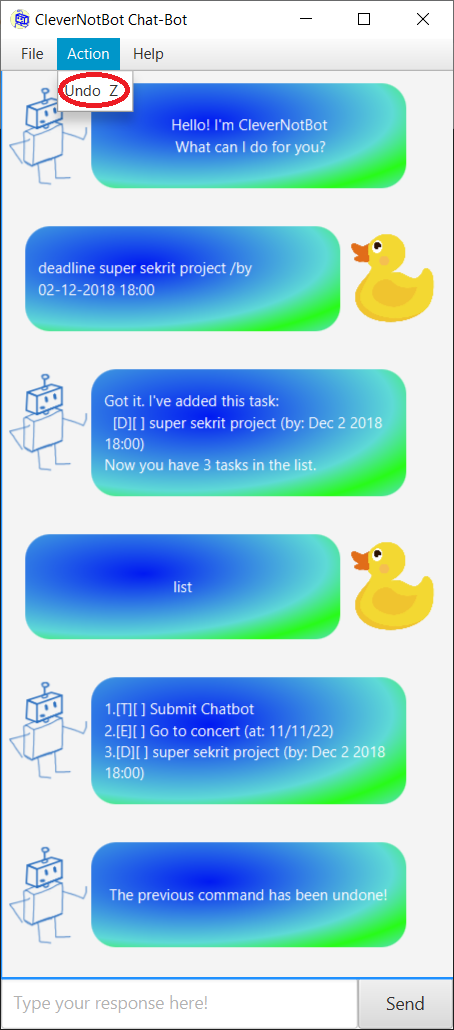 CleverNotBot Chat-Bot
File Action Help
Undo Z
Hello! I'm CleverNotBot
What can I do for you?
deadline super sekrit project /by
02-12-2018 18:00
Got it. I've added this task:
[D][ ] super sekrit project (by: Dec 2 2018
18:00)
Now you have 3 tasks in the list.
list
1.[T][ ] Submit Chatbot
2.[E][ ] Go to concert (at: 11/11/22)
3.[D][ ] super sekrit project (by: Dec 2 2018
18:00)
The previous command has been undone!
Type your response here! Send